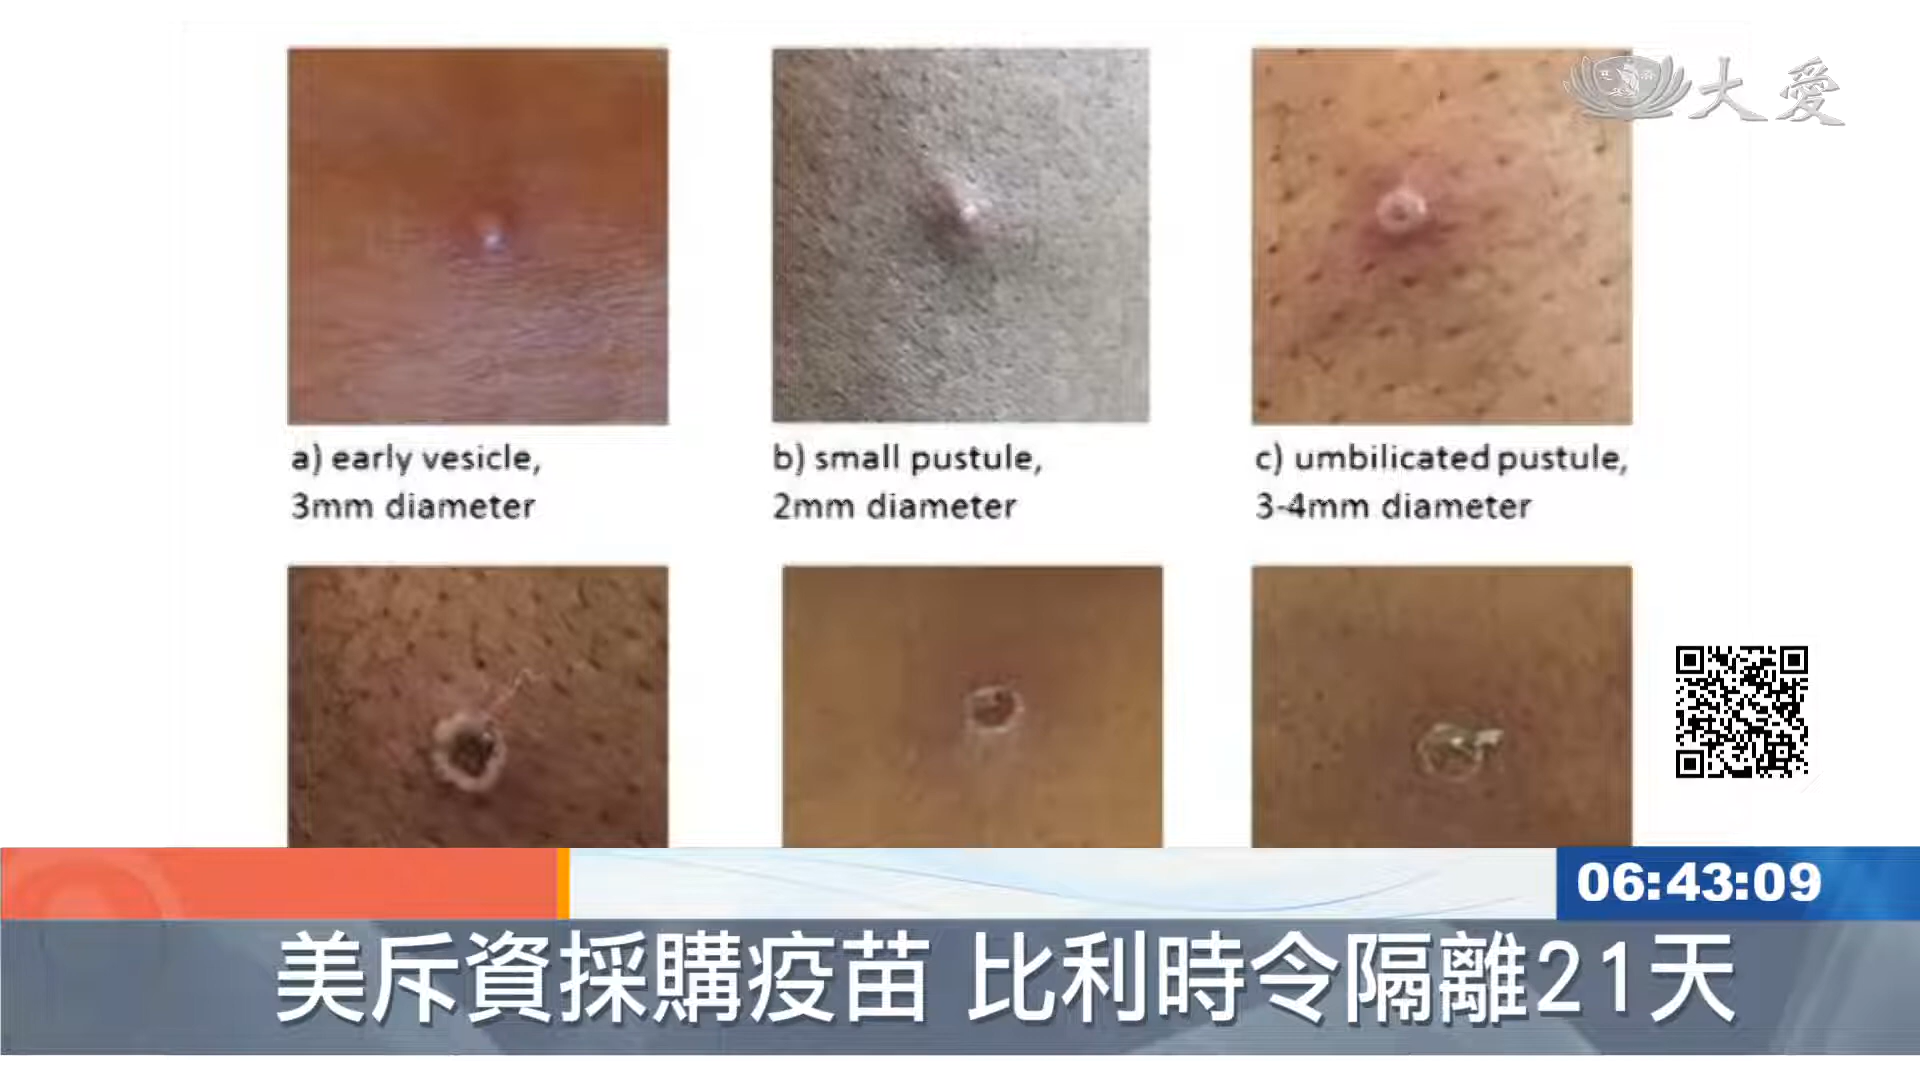 大愛
a) early vesicle,
3mm diameter
b) small pustule,
2mm diameter
c) umbilicated pustule,
3-4mm diameter
06:43:09
美斥資採購疫苗 比利時令隔離21天